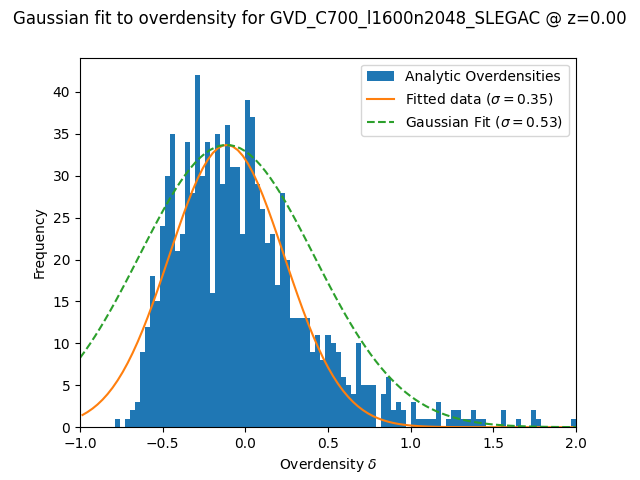 Gaussian fit to overdensity for GVD_C700_l1600n2048_SLEGAC @ z=0.00
Analytic Overdensities
Fitted data (σ = 0.35)
Gaussian Fit (σ = 0.53)
Frequency
40
35
30
25
20
15
10
5
0
−1.0 −0.5 0.0 0.5 1.0 1.5 2.0
Overdensity δ